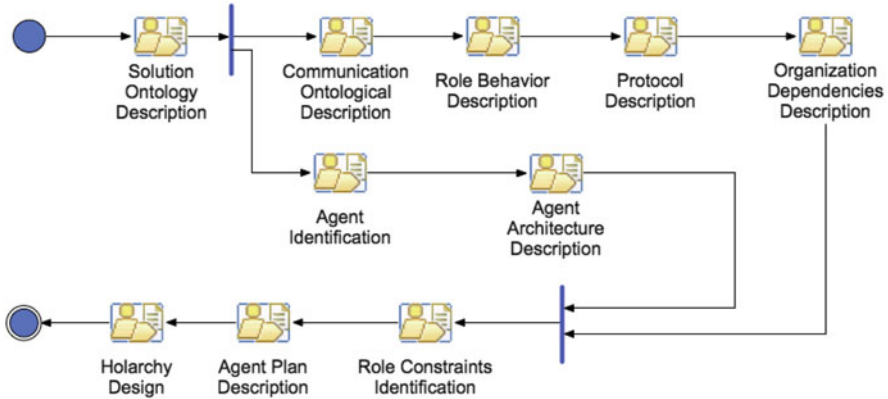 Solution
Ontology
Description
Communication
Ontological
Description
Role Behavior
Description
Protocol
Description
Organization
Dependencies
Description
Agent
Identification
Agent
Architecture
Description
Holarchy
Design
Agent Plan
Description
Role Constraints
Identification